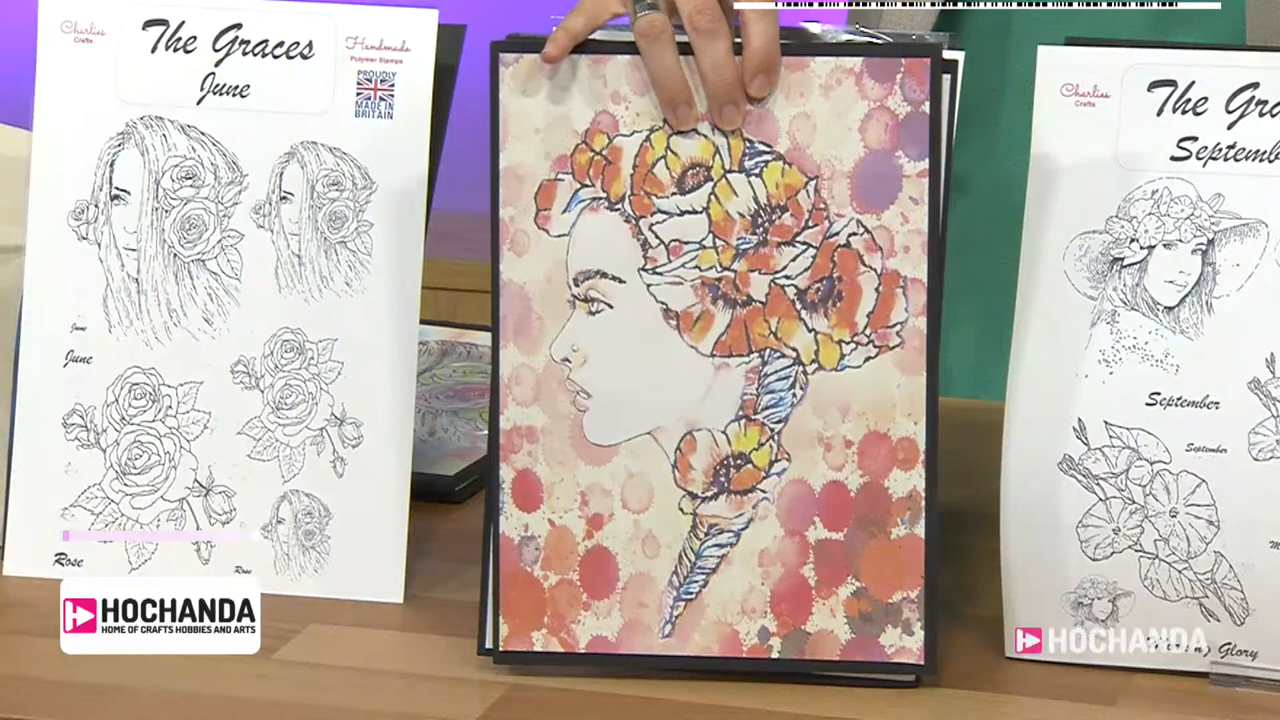 Charlies
Crafts
The Graces
June
Handmade
Polymer Stamps
PROUDLY
MADE IN
BRITAIN
June
June
Rose
Rose
HOCHANDA
HOME OF CRAFTS HOBBIES AND ARTS
Charlies
Crafts
The Gra
Septemb
September
September
Morning Glory
HOCHANDA